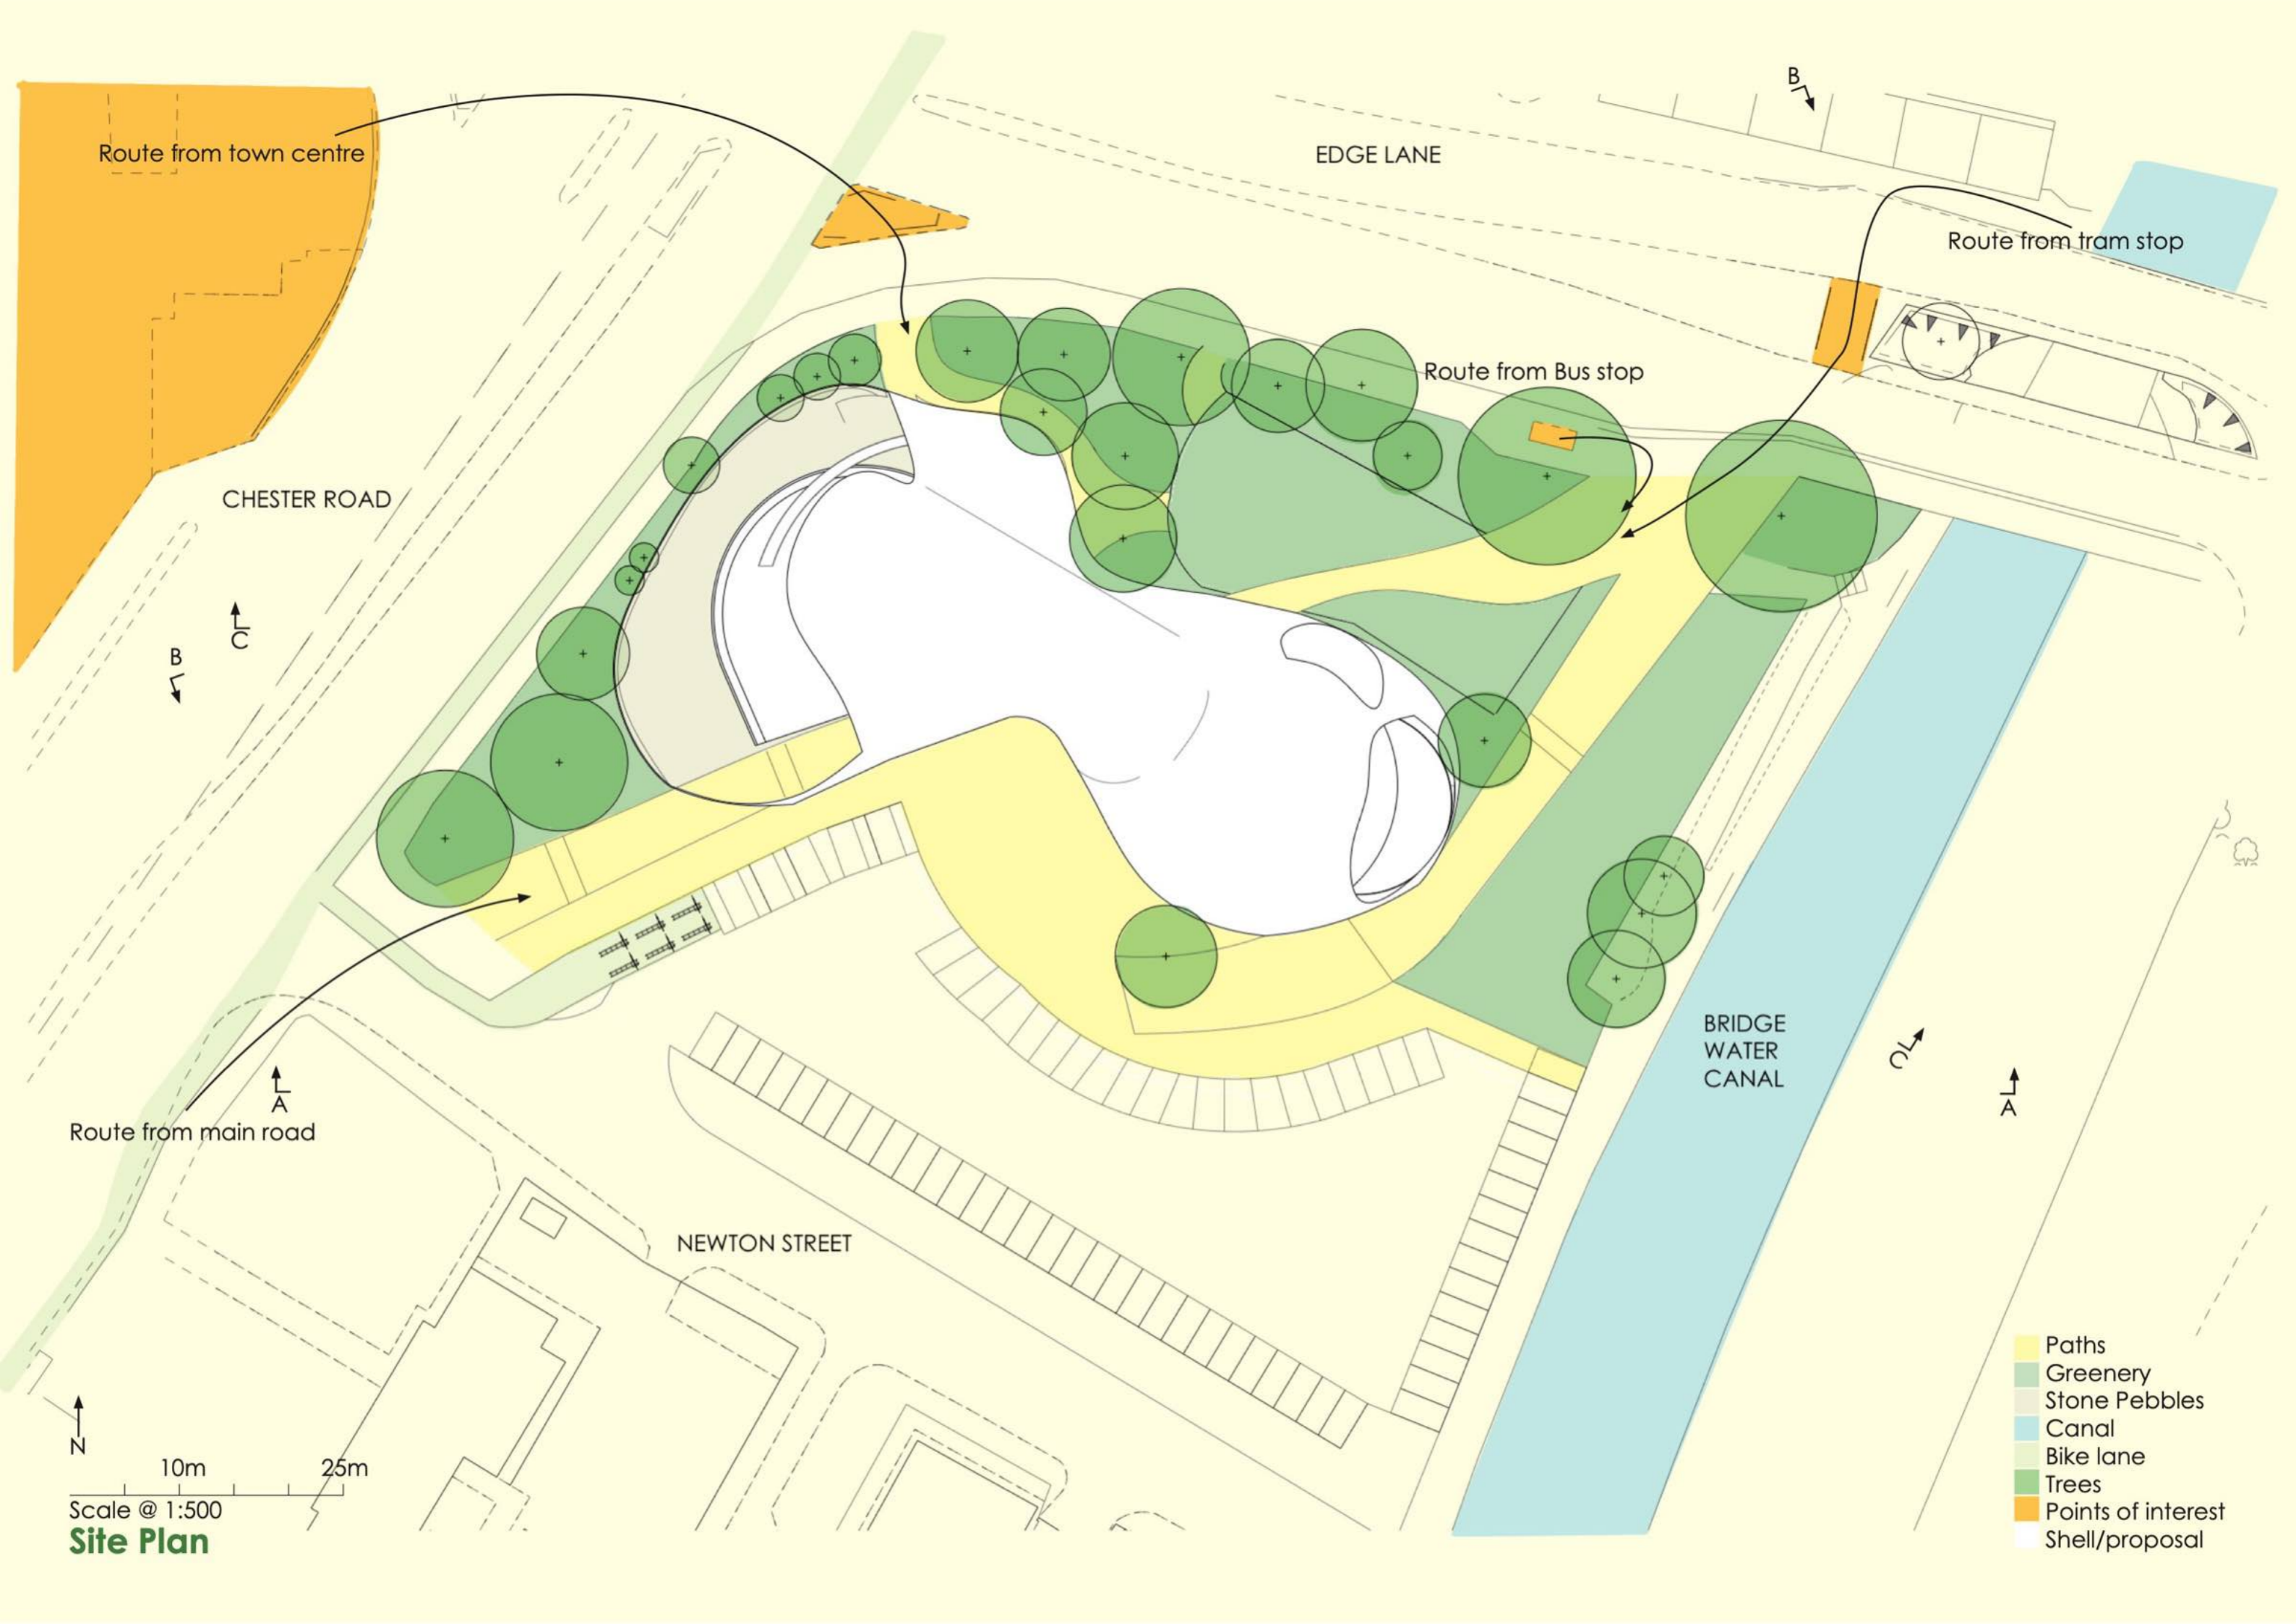 B
EDGE LANE
Route from town centre
Route from tram stop
Route from Bus stop
CHESTER ROAD
C
B
BRIDGE
WATER
CANAL
C
A
A
Route from main road
NEWTON STREET
N
10m 25m
Scale @ 1:500
Site Plan
Paths
Greenery
Stone Pebbles
Canal
Bike lane
Trees
Points of interest
Shell/proposal